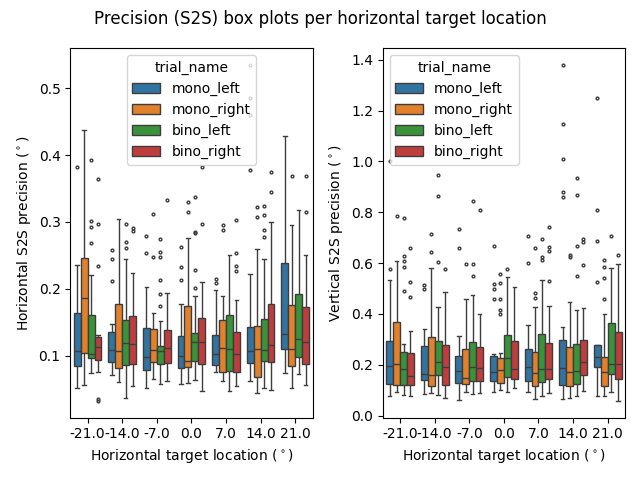 Precision (S2S) box plots per horizontal target location
trial_name
mono_left
mono_right
bino_left
bino_right
0.5
0.4
0.3
0.2
0.1
Horizontal S2S precision (°)
-21.0 -14.0 -7.0 0.0 7.0 14.0 21.0
Horizontal target location (°)
trial_name
mono_left
mono_right
bino_left
bino_right
1.4
1.2
1.0
0.8
0.6
0.4
0.2
0.0
Vertical S2S precision (°)
-21.0 -14.0 -7.0 0.0 7.0 14.0 21.0
Horizontal target location (°)